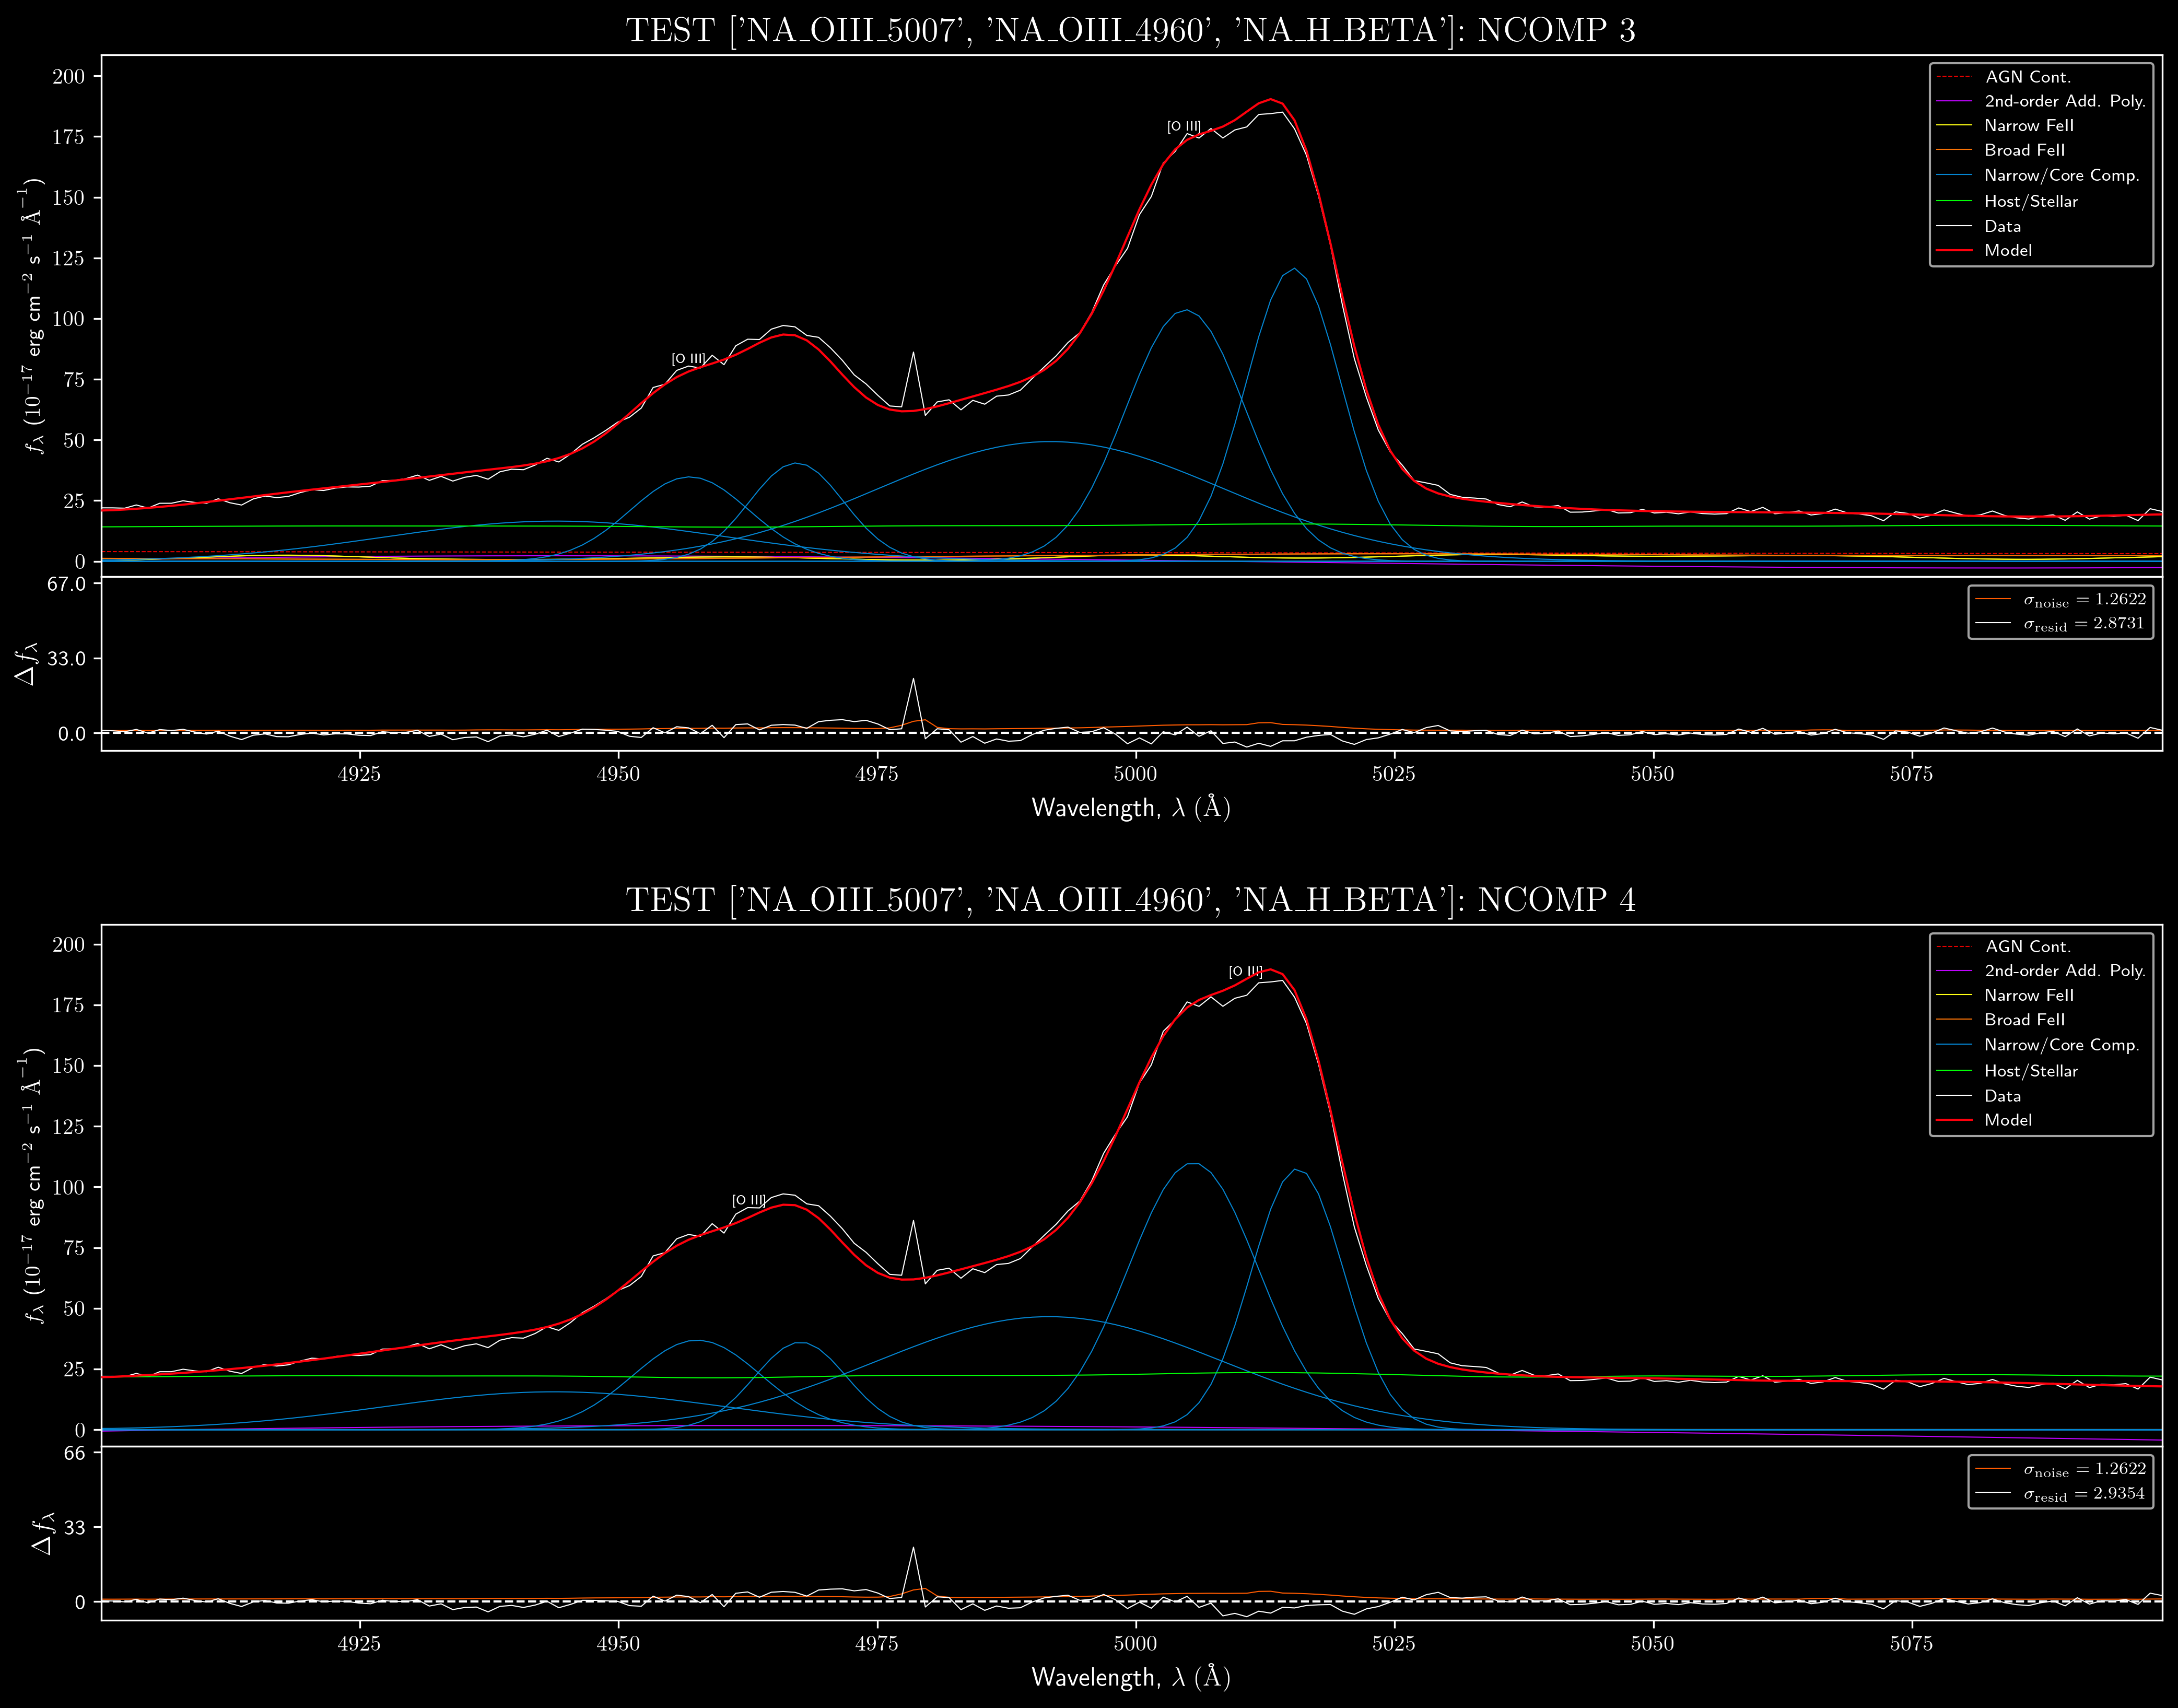 TEST ['NA_OIII_5007', 'NA_OIII_4960', 'NA_H_BETA']: NCOMP 3
200
175
150
125
100
75
50
25
0
f_λ (10⁻¹⁷ erg cm⁻² s⁻¹ Å⁻¹)
[O III]
[O III]
AGN Cont.
2nd-order Add. Poly.
Narrow FeII
Broad FeII
Narrow/Core Comp.
Host/Stellar
Data
Model
67.0
33.0
0.0
Δf_λ
σ_noise = 1.2622
σ_resid = 2.8731
4925 4950 4975 5000 5025 5050 5075
Wavelength, λ (Å)
TEST ['NA_OIII_5007', 'NA_OIII_4960', 'NA_H_BETA']: NCOMP 4
200
175
150
125
100
75
50
25
0
f_λ (10⁻¹⁷ erg cm⁻² s⁻¹ Å⁻¹)
[O III]
[O III]
AGN Cont.
2nd-order Add. Poly.
Narrow FeII
Broad FeII
Narrow/Core Comp.
Host/Stellar
Data
Model
66
33
0
Δf_λ
σ_noise = 1.2622
σ_resid = 2.9354
4925 4950 4975 5000 5025 5050 5075
Wavelength, λ (Å)